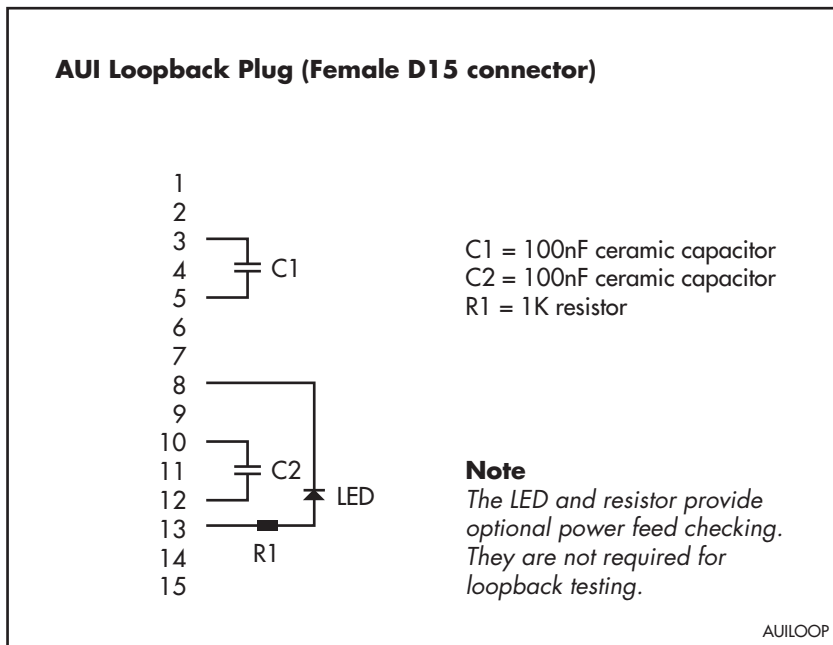 AUI Loopback Plug (Female D15 connector)
1
2
3
4
C1
5
6
7
8
9
10
11
C2
12
LED
13
R1
14
15
C1 = 100nF ceramic capacitor
C2 = 100nF ceramic capacitor
R1 = 1K resistor
Note
The LED and resistor provide
optional power feed checking.
They are not required for
loopback testing.
AUILOOP